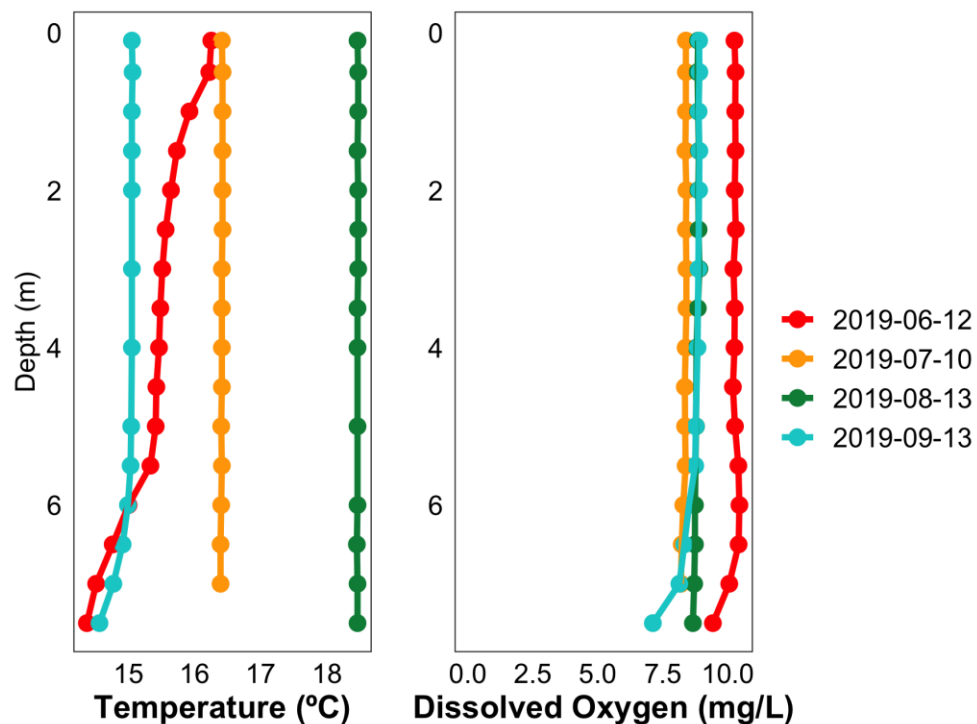 0
2
4
6
Depth (m)
15 16 17 18
Temperature (ºC)
0.0 2.5 5.0 7.5 10.0
Dissolved Oxygen (mg/L)
2019-06-12
2019-07-10
2019-08-13
2019-09-13
0
2
4
6